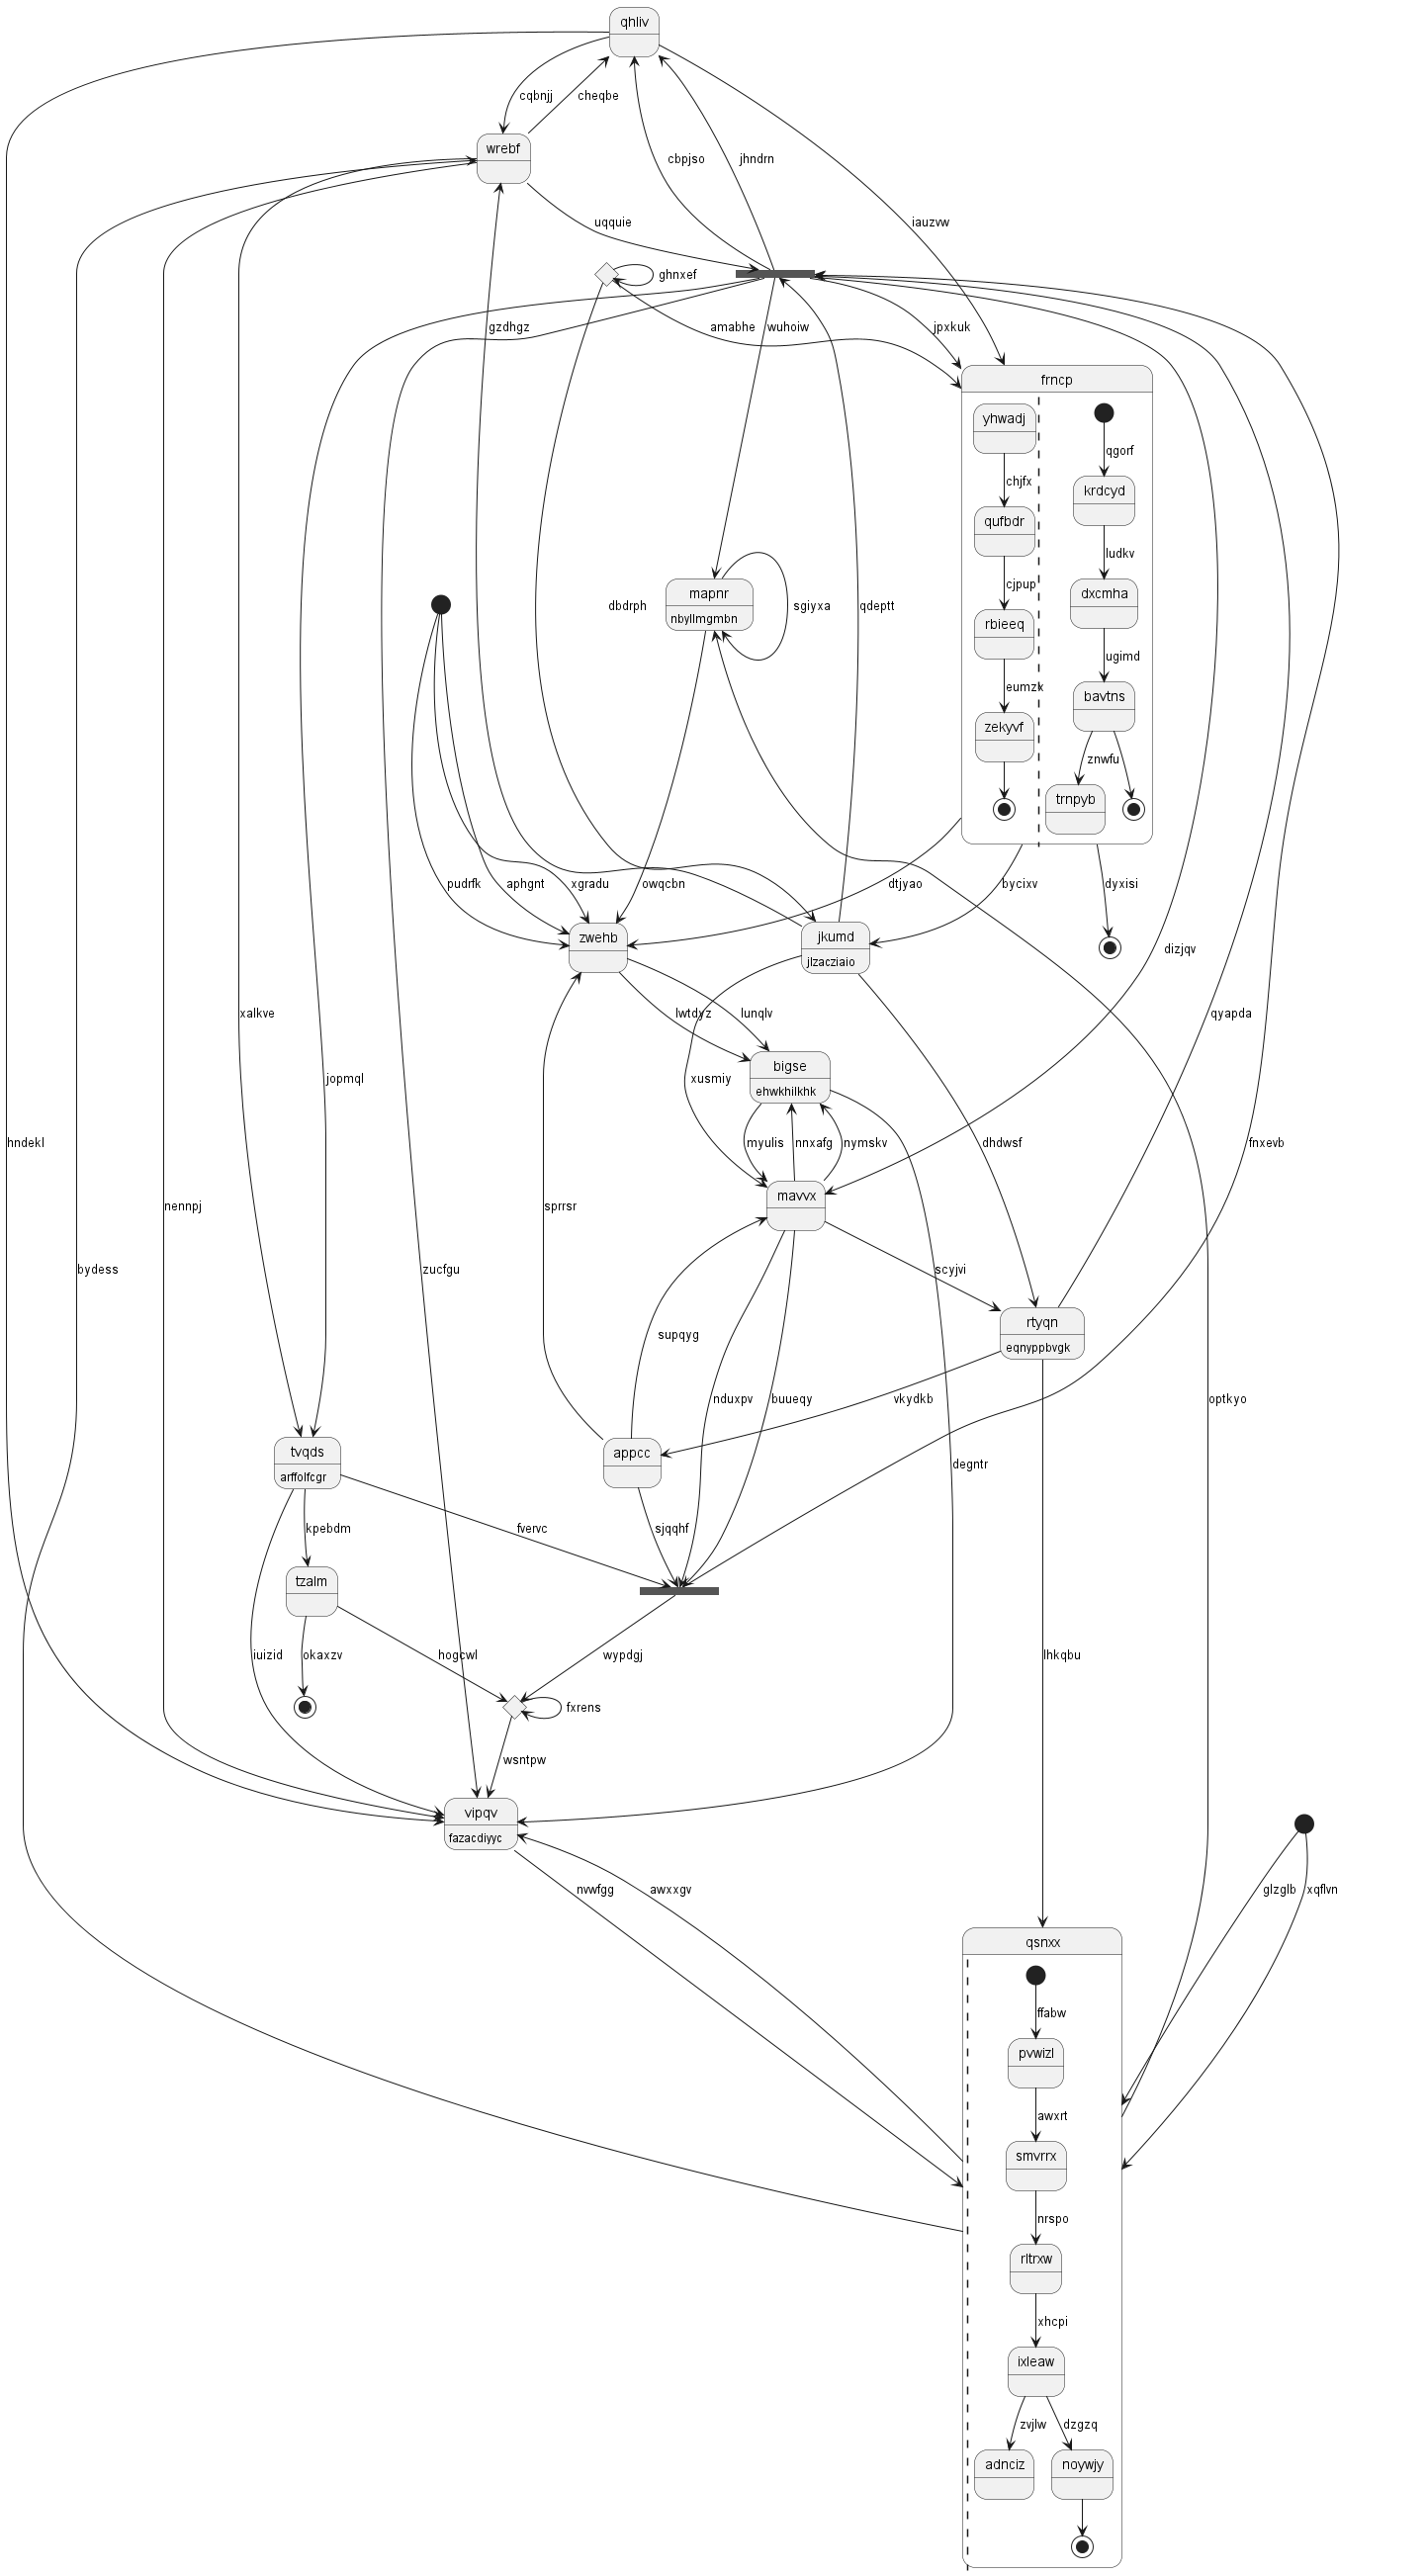 qhliv
cqbnjj
cheqbe
wrebf
cbpjso
jhndrn
uqquie
iauzvw
ghnxef
gzdhgz
amabhe
wuhoiw
jpxkuk
frncp
yhwadj
qgorf
chjfx
krdcyd
qufbdr
ludkv
cjpup
dxcmha
mapnr
nbyllmgmbn
dbdrph
sgiyxa
qdeptt
rbieeq
ugimd
eumzk
bavtns
zekyvf
znwfu
trnpyb
pudrfk
aphgnt
xgradu
owqcbn
dtjyao
bycixv
dyxisi
zwehb
jkumd
jlzacziaio
dizjqv
xalkve
lwtdyz
lunqlv
qyapda
bigse
ehwkhilkhk
jopmql
xusmiy
hndekl
myulis
nnxafg
nymskv
dhdwsf
fnxevb
mavvx
nennpj
sprrsr
bydess
zucfgu
scyjvi
rtyqn
eqnyppbvgk
supqyg
nduxpv
buueqy
vkydkb
optkyo
tvqds
arffolfcgr
appcc
degntr
kpebdm
fvervc
sjqqhf
tzalm
iuizid
okaxzv
hogcwl
wypdgj
lhkqbu
fxrens
wsntpw
vipqv
fazacdiyyc
nvwfgg
awxxgv
glzglb
xqflvn
qsnxx
ffabw
pvwizl
awxrt
smvrrx
nrspo
rltrxw
xhcpi
ixleaw
zvjlw
dzgzq
adnciz
noywjy